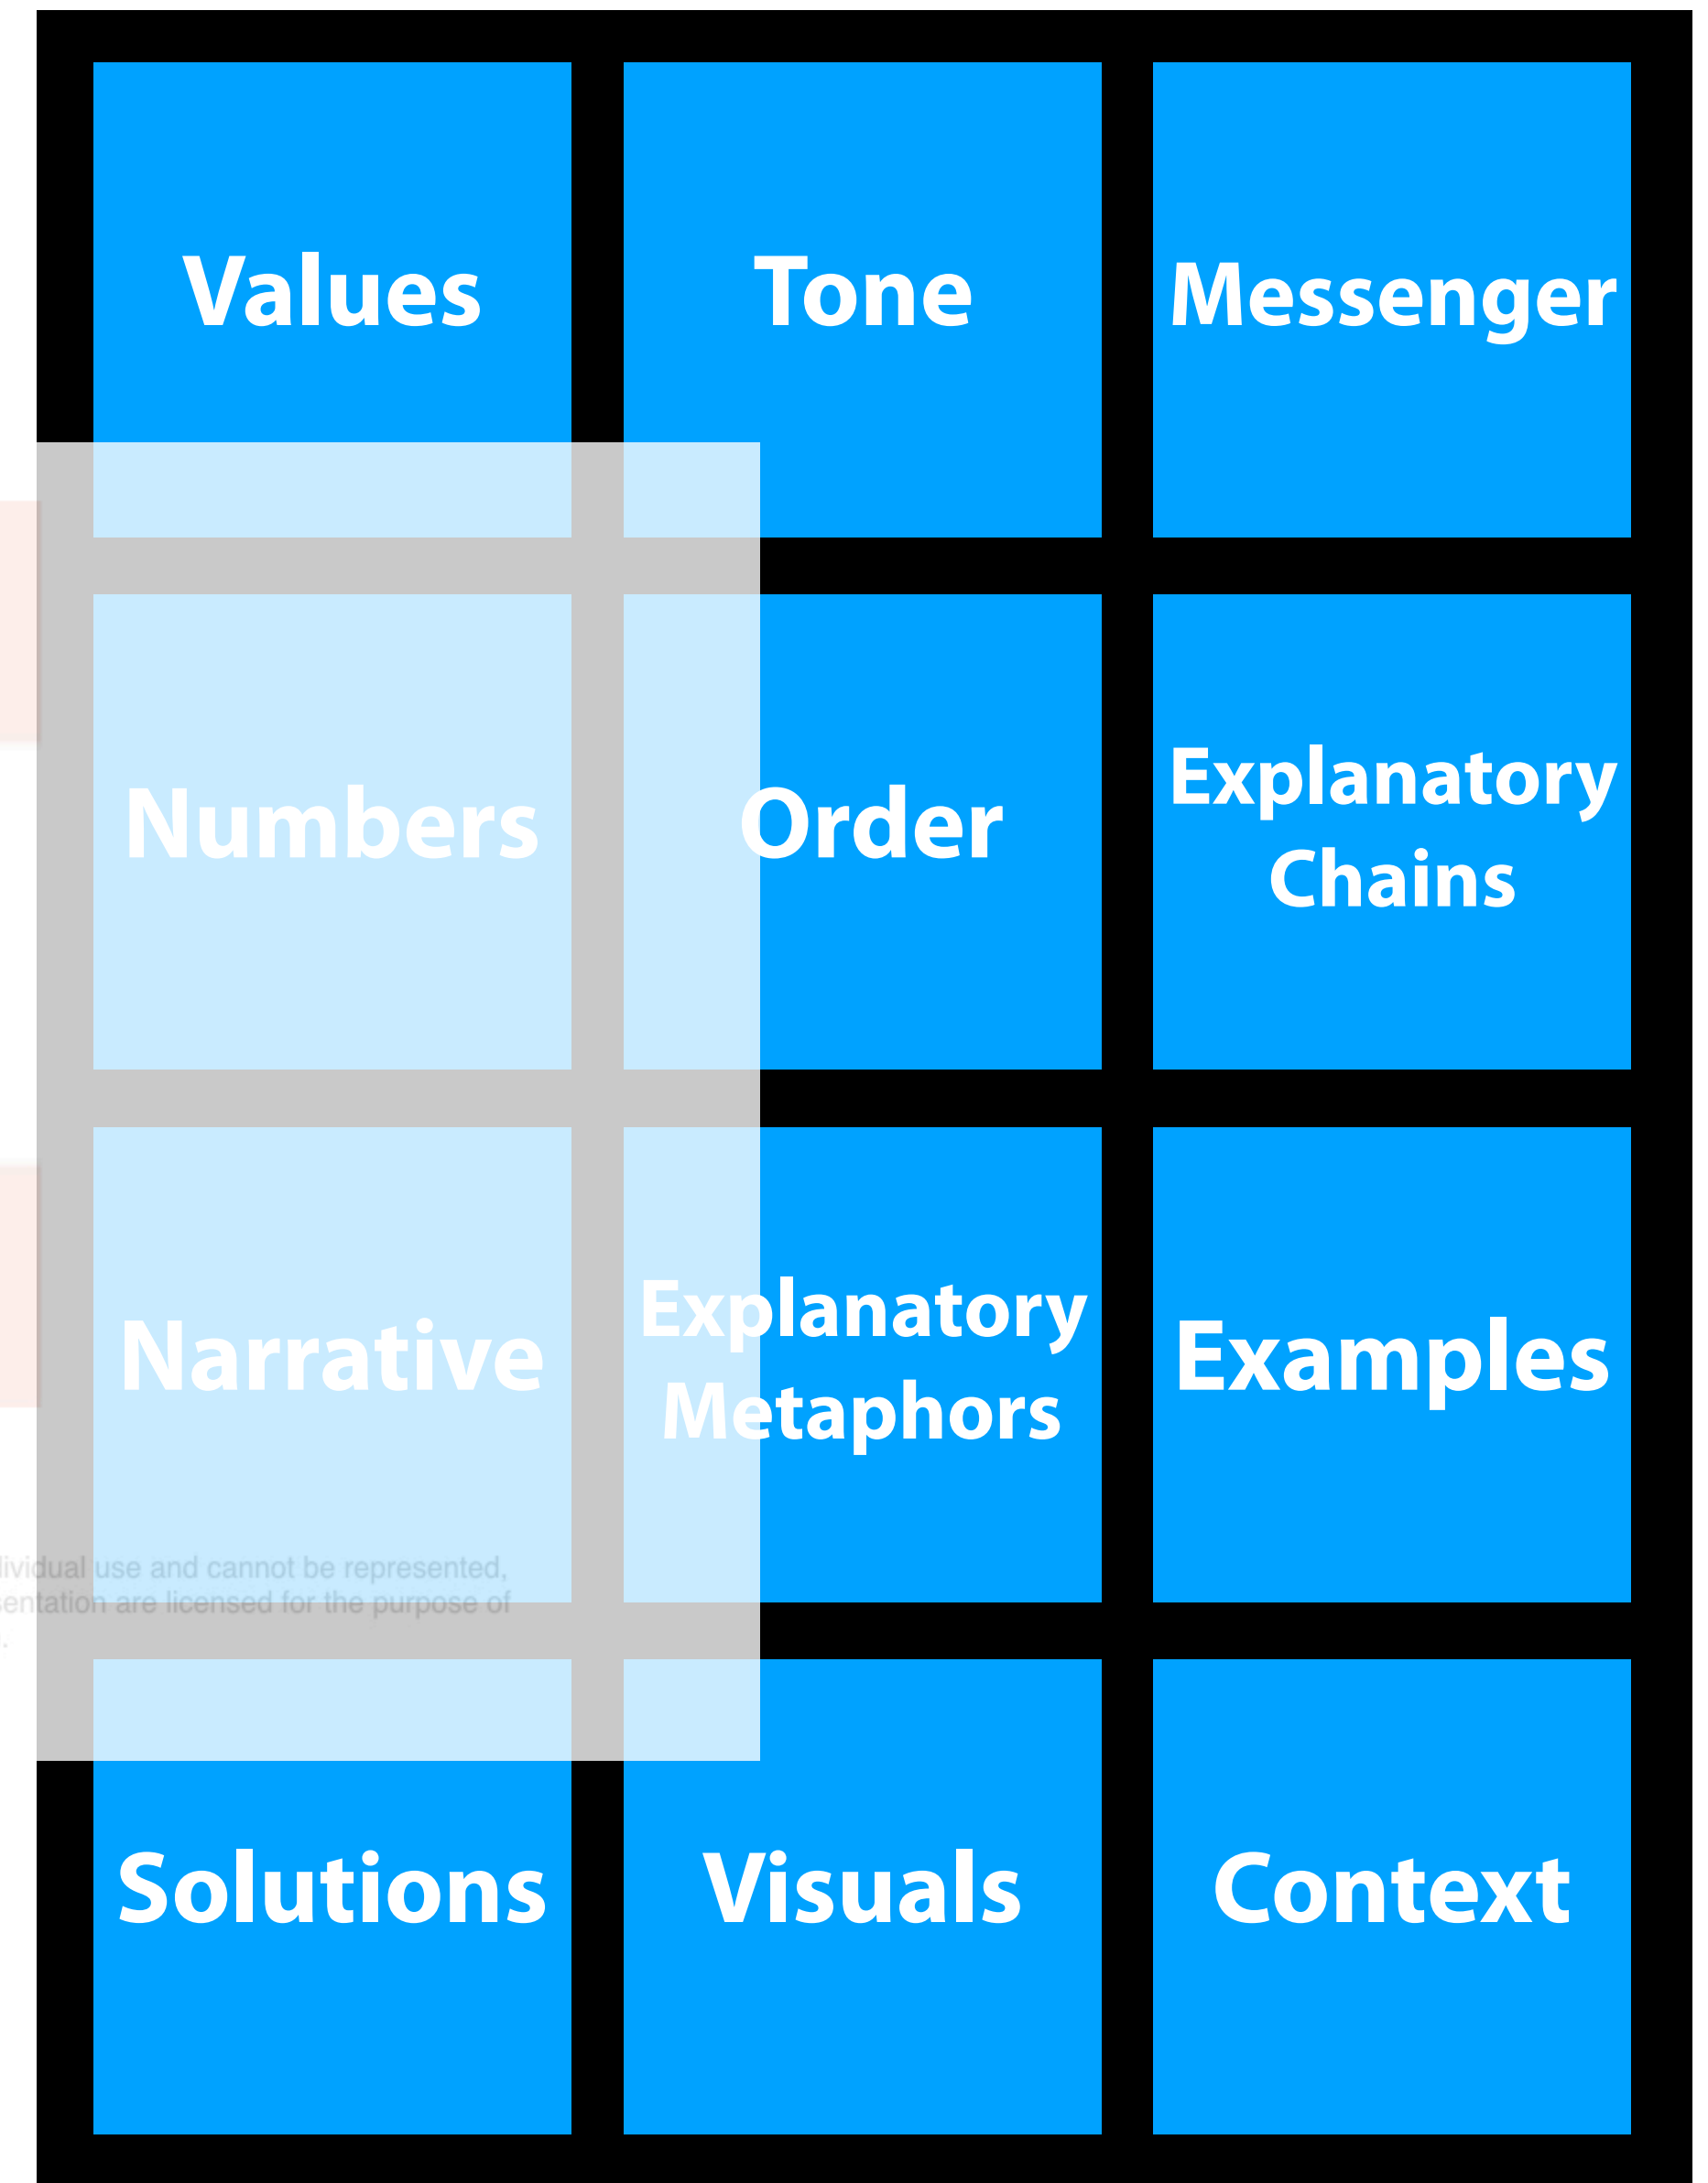 Values
Tone
Messenger
Numbers
Order
Explanatory
Chains
Narrative
Explanatory
Metaphors
Examples
use and cannot be represented,
are licensed for the purpose of
Solutions
Visuals
Context